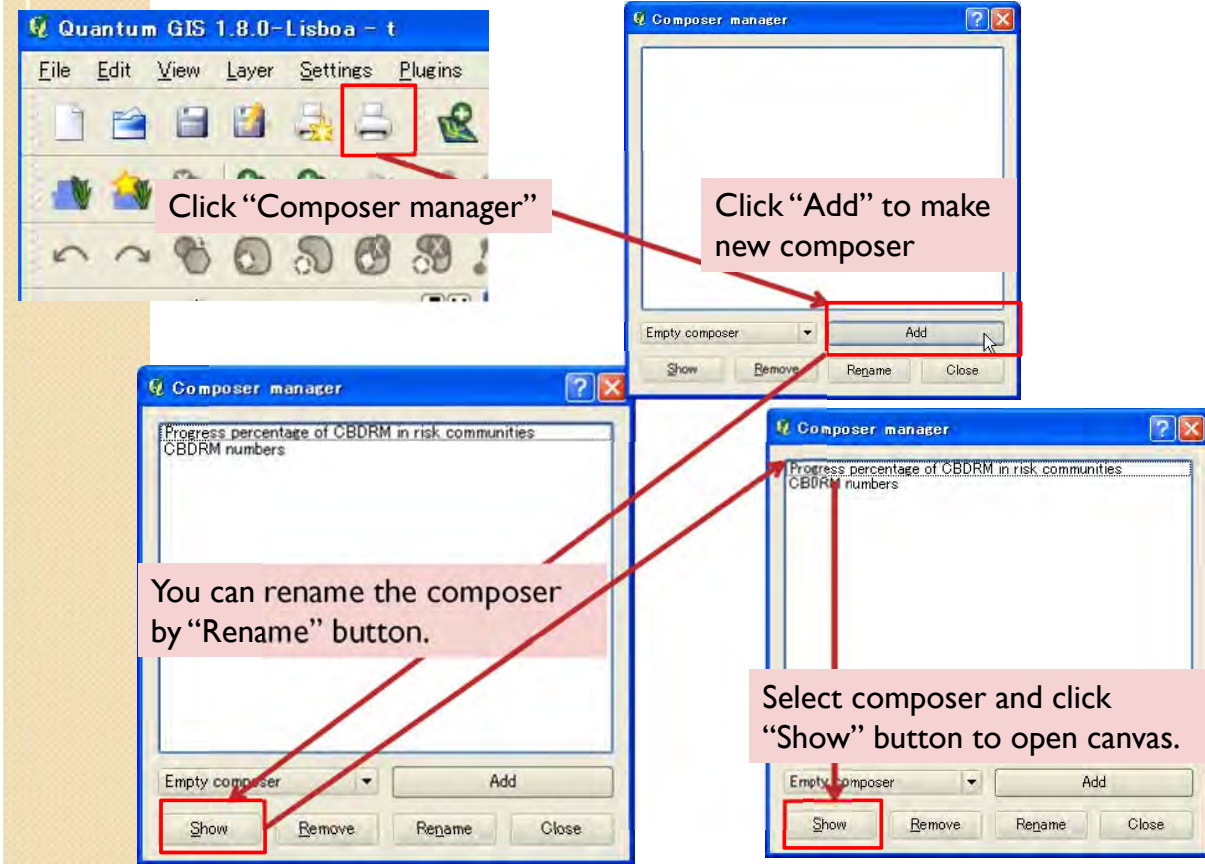 Quantum GIS 1.8.0-Lisboa - t
File Edit View Layer Settings Plugins
Click “Composer manager”
Composer manager
Click “Add” to make
new composer
Empty composer Add
Show Remove Rename Close
Composer manager
Progress percentage of CBDRM in risk communities
CBDRM numbers
You can rename the composer
by “Rename” button.
Empty composer Add
Show Remove Rename Close
Composer manager
Progress percentage of CBDRM in risk communities
CBDRM numbers
Select composer and click
“Show” button to open canvas.
Empty composer Add
Show Remove Rename Close